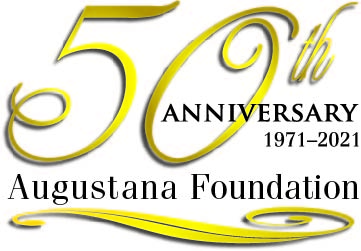 50th
ANNIVERSARY
1971–2021
Augustana Foundation